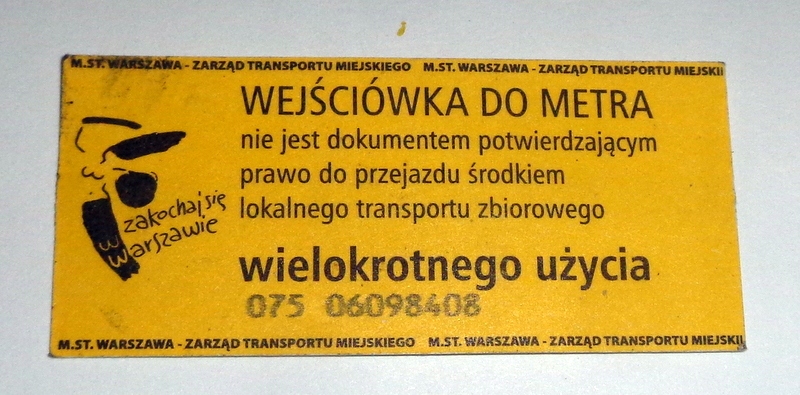 M.ST. WARSZAWA - ZARZĄD TRANSPORTU MIEJSKIEGO M.ST. WARSZAWA - ZARZĄD TRANSPORTU MIEJSKII
WEJŚCIÓWKA DO METRA
nie jest dokumentem potwierdzającym
prawo do przejazdu środkiem
lokalnego transportu zbiorowego
zakochaj się
w Warszawie
wielokrotnego użycia
075 06098408
M.ST. WARSZAWA - ZARZĄD TRANSPORTU MIEJSKIEGO M.ST. WARSZAWA - ZARZĄD TRANSPORTU MIEJSKII